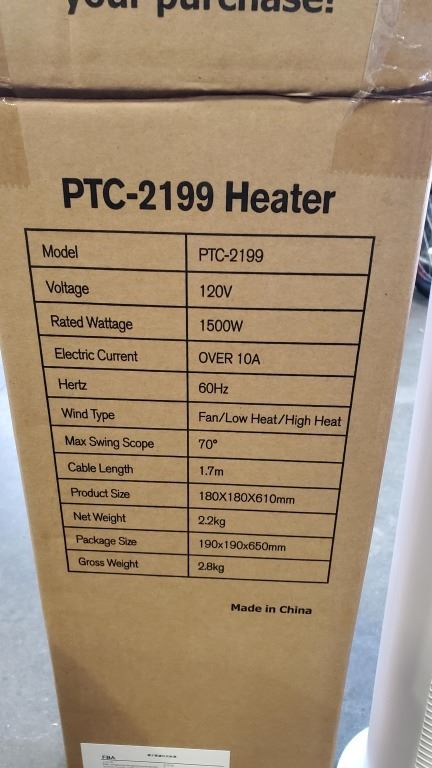 your purchase!
PTC-2199 Heater
Model PTC-2199
Voltage 120V
Rated Wattage 1500W
Electric Current OVER 10A
Hertz 60Hz
Wind Type Fan/Low Heat/High Heat
Max Swing Scope 70°
Cable Length 1.7m
Product Size 180X180X610mm
Net Weight 2.2kg
Package Size 190x190x650mm
Gross Weight 2.8kg
Made in China
FBA